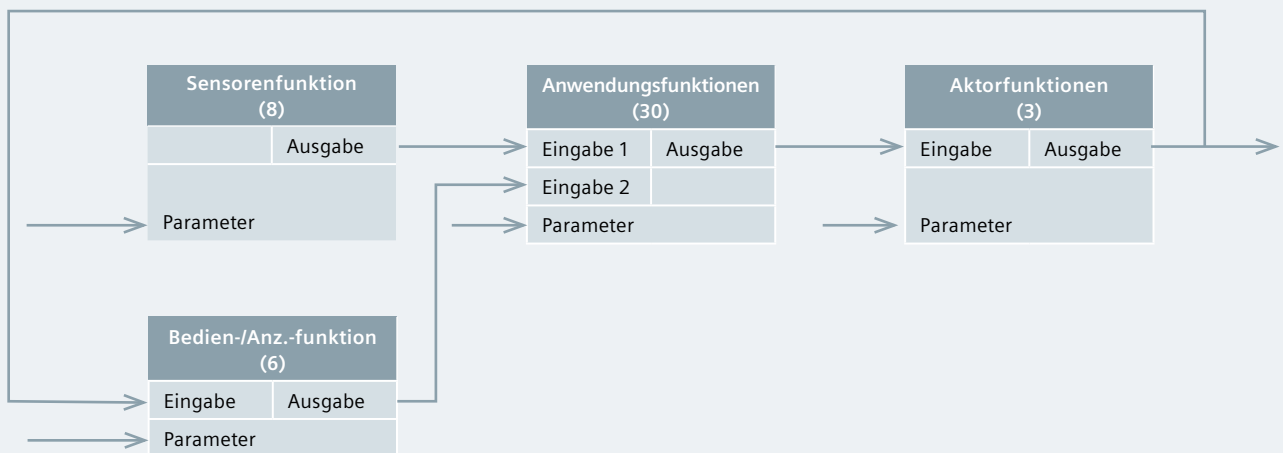 Sensorenfunktion
(8)
Ausgabe
Parameter
Anwendungsfunktionen
(30)
Eingabe 1 Ausgabe
Eingabe 2
Parameter
Aktorfunktionen
(3)
Eingabe Ausgabe
Parameter
Bedien-/Anz.-funktion
(6)
Eingabe Ausgabe
Parameter